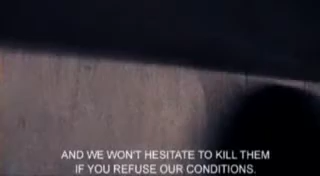 AND WE WON'T HESITATE TO KILL THEM
IF YOU REFUSE OUR CONDITIONS.